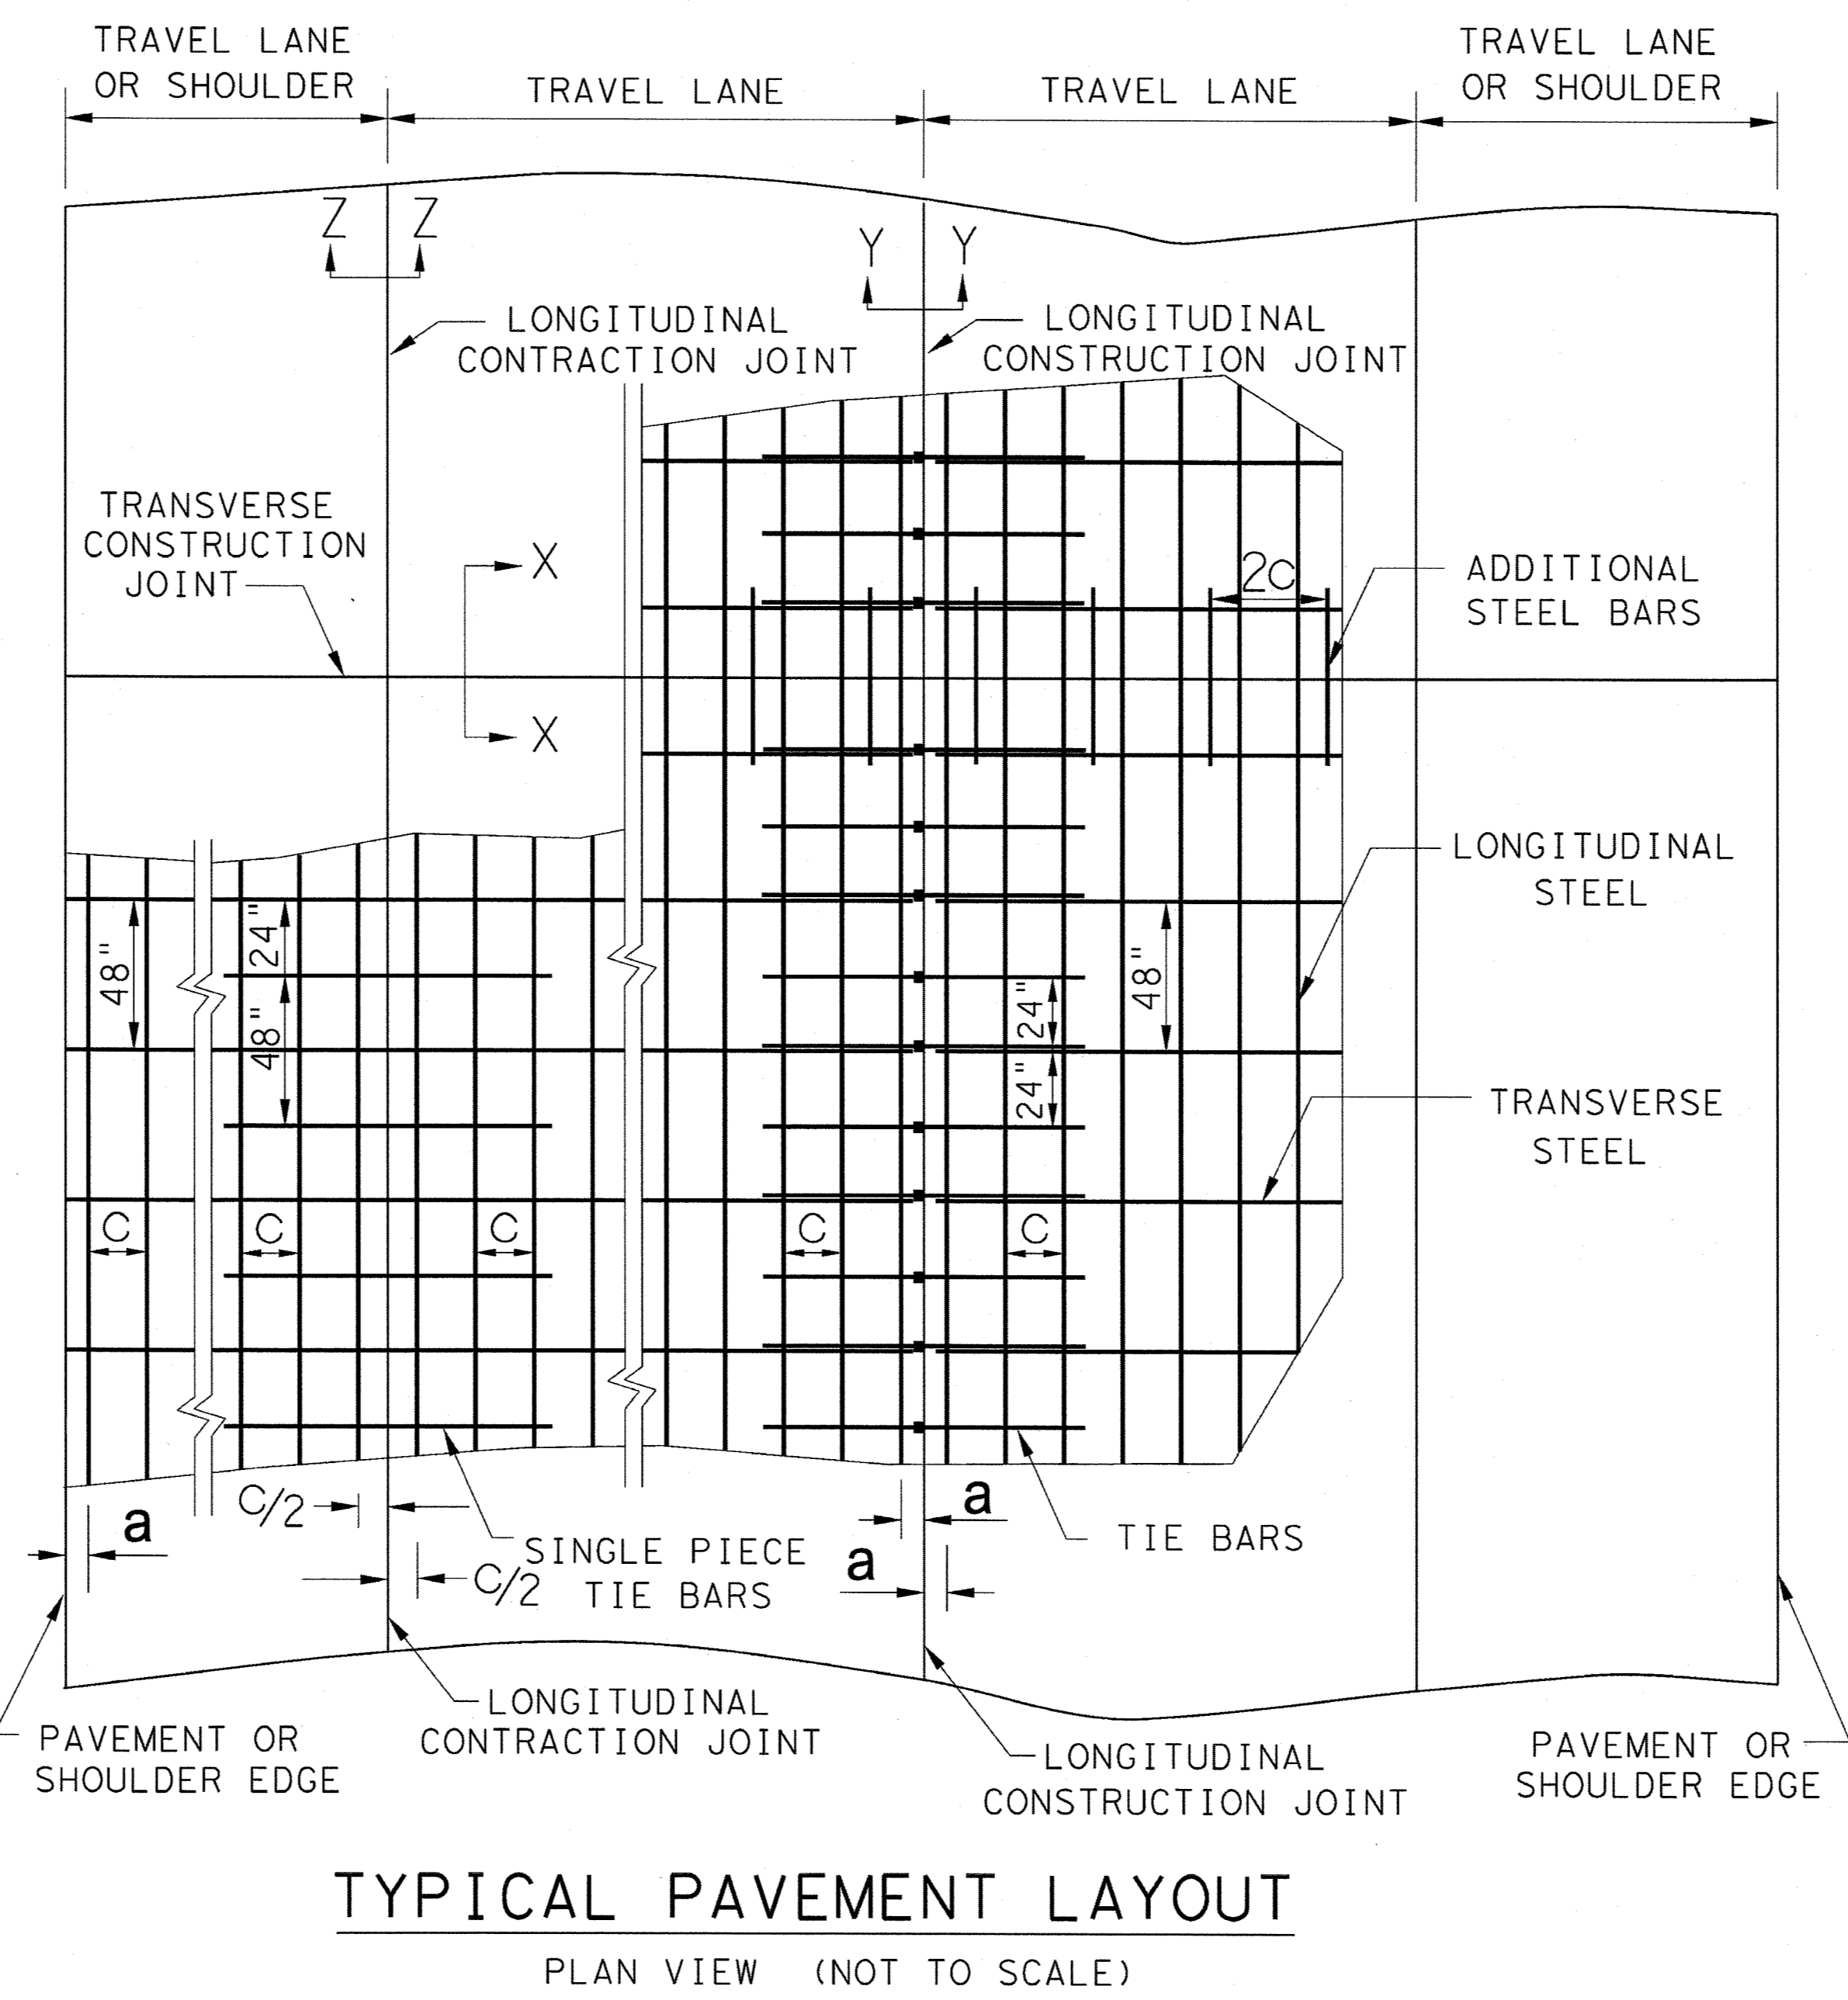 TRAVEL LANE
OR SHOULDER
TRAVEL LANE
TRAVEL LANE
TRAVEL LANE
OR SHOULDER
Z Z
Y Y
LONGITUDINAL
CONTRACTION JOINT
LONGITUDINAL
CONSTRUCTION JOINT
TRANSVERSE
CONSTRUCTION
JOINT
X
X
2C
ADDITIONAL
STEEL BARS
LONGITUDINAL
STEEL
48"
24"
48"
24"
24"
48"
TRANSVERSE
STEEL
C
C
C
C
C
C/2
a
a
a
SINGLE PIECE
TIE BARS
C/2
TIE BARS
LONGITUDINAL
CONTRACTION JOINT
LONGITUDINAL
CONSTRUCTION JOINT
PAVEMENT OR
SHOULDER EDGE
PAVEMENT OR
SHOULDER EDGE
TYPICAL PAVEMENT LAYOUT
PLAN VIEW (NOT TO SCALE)